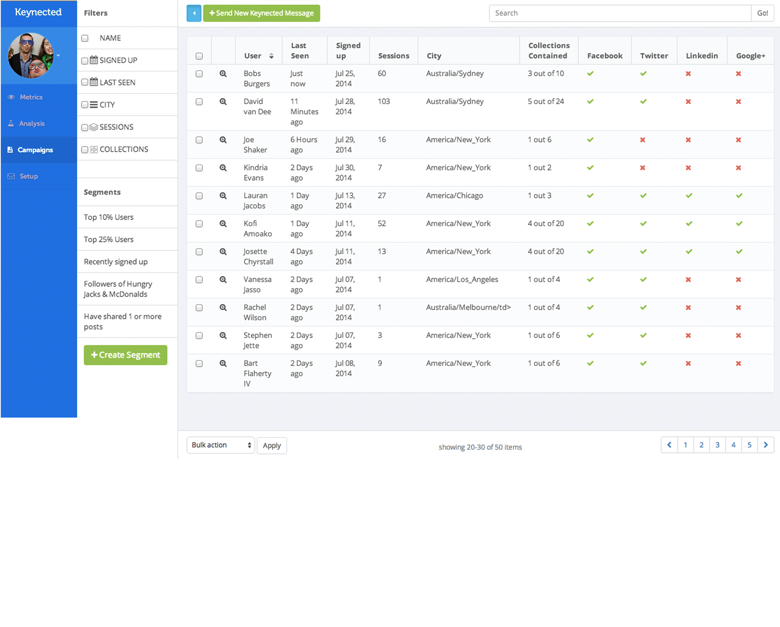 Keynected
Metrics
Analysis
Campaigns
Setup
Filters
NAME
SIGNED UP
LAST SEEN
CITY
SESSIONS
COLLECTIONS
Segments
Top 10% Users
Top 25% Users
Recently signed up
Followers of Hungry
Jacks & McDonalds
Have shared 1 or more
posts
+ Create Segment
+ Send New Keynected Message
Search Go!
User Last Seen Signed up Sessions City Collections Contained Facebook Twitter Linkedin Google+
Bobs Burgers Just now Jul 25, 2014 60 Australia/Sydney 3 out of 10
David van Dee 11 Minutes ago Jul 28, 2014 103 Australia/Sydney 5 out of 24
Joe Shaker 6 Hours ago Jul 29, 2014 16 America/New_York 1 out 6
Kindria Evans 2 Days ago Jul 30, 2014 7 America/New_York 1 out 2
Lauran Jacobs 1 Day ago Jul 13, 2014 27 America/Chicago 1 out 3
Kofi Amoako 1 Day ago Jul 11, 2014 52 America/New_York 4 out of 20
Josette Chyrstall 4 Days ago Jul 11, 2014 13 America/New_York 4 out of 20
Vanessa Jasso 2 Days ago Jul 07, 2014 1 America/Los_Angeles 1 out of 4
Rachel Wilson 2 Days ago Jul 07, 2014 1 Australia/Melbourne/td> 1 out of 4
Stephen Jette 2 Days ago Jul 07, 2014 3 America/New_York 1 out of 6
Bart Flaherty IV 2 Days ago Jul 08, 2014 9 America/New_York 1 out of 6
Bulk action Apply
showing 20-30 of 50 items
1 2 3 4 5